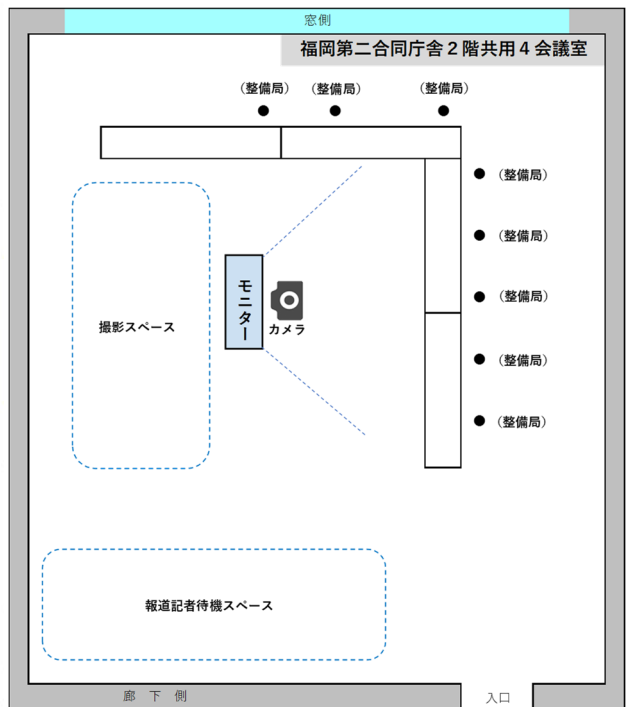 窓側
福岡第二合同庁舎２階共用４会議室
（整備局）
（整備局）
（整備局）
（整備局）
（整備局）
（整備局）
（整備局）
（整備局）
モニター
カメラ
撮影スペース
報道記者待機スペース
廊　下　側
入口